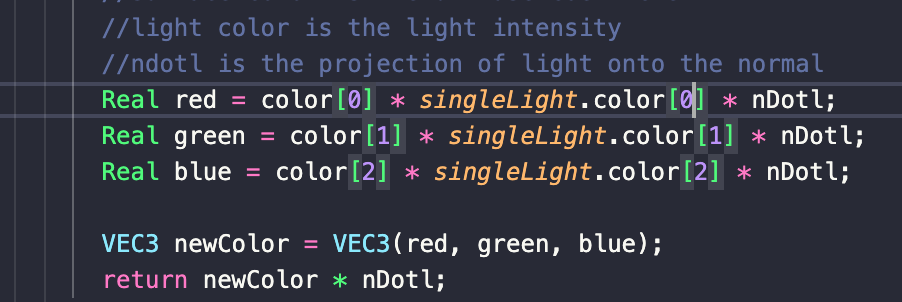 //light color is the light intensity
//ndotl is the projection of light onto the normal
Real red = color[0] * singleLight.color[0] * nDotl;
Real green = color[1] * singleLight.color[1] * nDotl;
Real blue = color[2] * singleLight.color[2] * nDotl;
VEC3 newColor = VEC3(red, green, blue);
return newColor * nDotl;